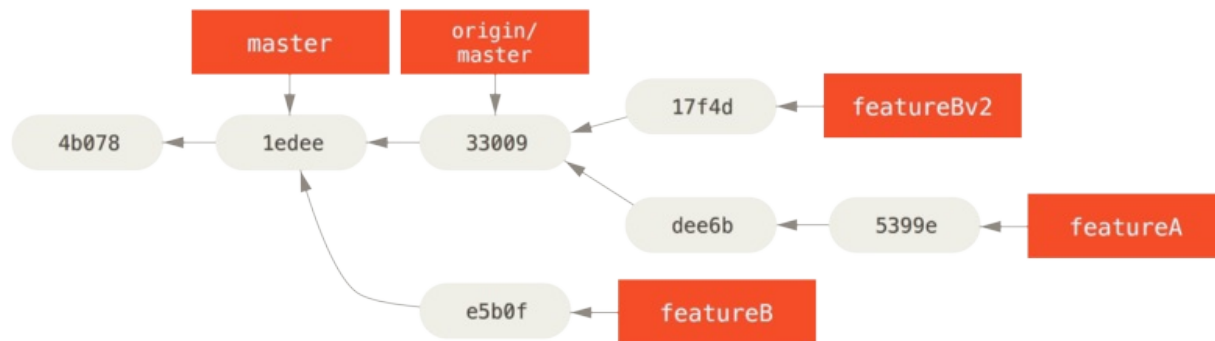 master
origin/
master
17f4d
featureBv2
4b078
1edee
33009
dee6b
5399e
featureA
e5b0f
featureB